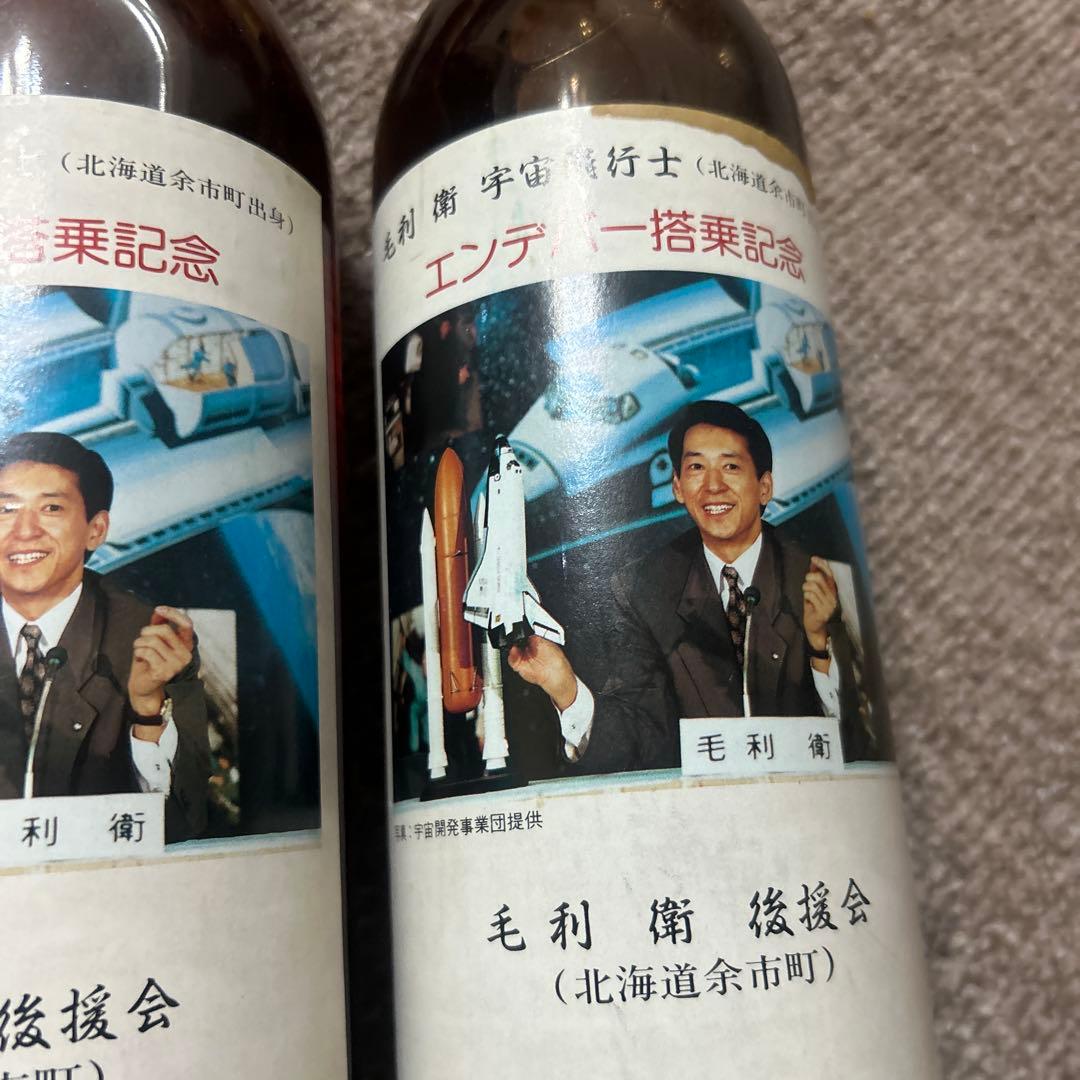 （北海道余市町出身）
搭乗記念
利 衛
後援会
市町）
毛利 衛 宇宙飛行士（北海道余市町
エンデバー搭乗記念
毛利 衛
写真：宇宙開発事業団提供
毛利 衛 後援会
（北海道余市町）